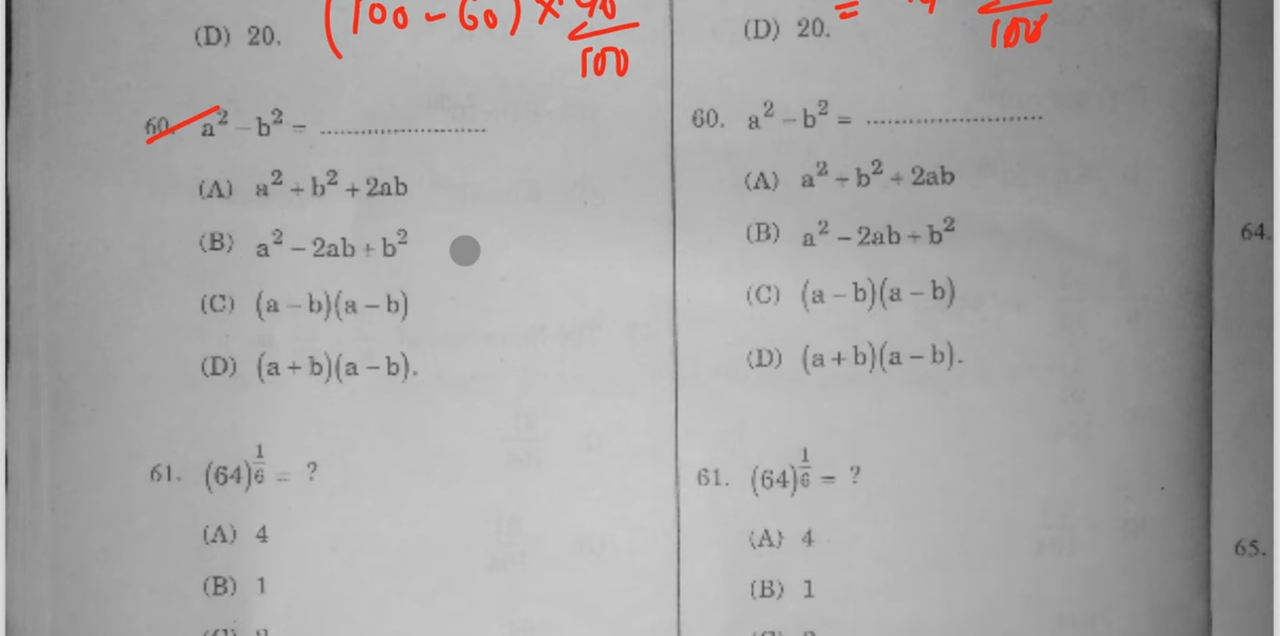 (D) 20.
(100 - 60) ×
100
60. a² – b² = ........................
(A) a² + b² + 2ab
(B) a² – 2ab + b²
(C) (a – b)(a – b)
(D) (a + b)(a – b).
61. (64)^(1/6) = ?
(A) 4
(B) 1
(D) 20.
=
100
60. a² – b² = ..........................
(A) a² + b² + 2ab
(B) a² – 2ab + b²
(C) (a – b)(a – b)
(D) (a + b)(a – b).
61. (64)^(1/6) = ?
(A) 4
(B) 1
64.
65.